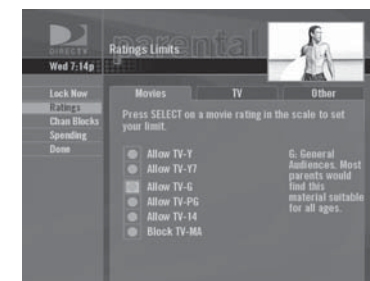 DIRECTV
parental
Ratings Limits
Wed 7:14p
Lock Now
Ratings
Chan Blocks
Spending
Done
Movies TV Other
Press SELECT on a movie rating in the scale to set
your limit.
Allow TV-Y
Allow TV-Y7
Allow TV-G
Allow TV-PG
Allow TV-14
Block TV-MA
G: General
Audiences. Most
parents would
find this
material suitable
for all ages.